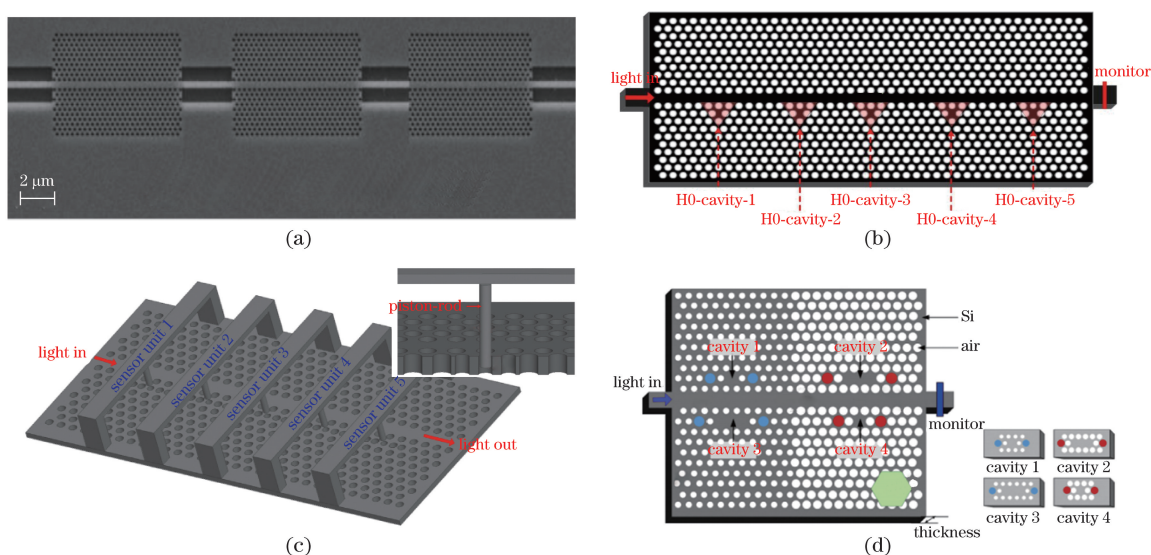 2 μm
(a)
light in
monitor
H0-cavity-1
H0-cavity-3
H0-cavity-5
H0-cavity-2
H0-cavity-4
(b)
piston-rod
light in
sensor unit 1
sensor unit 2
sensor unit 3
sensor unit 4
sensor unit 5
light out
(c)
Si
cavity 1
cavity 2
air
light in
monitor
cavity 3
cavity 4
cavity 1
cavity 2
cavity 3
cavity 4
thickness
(d)